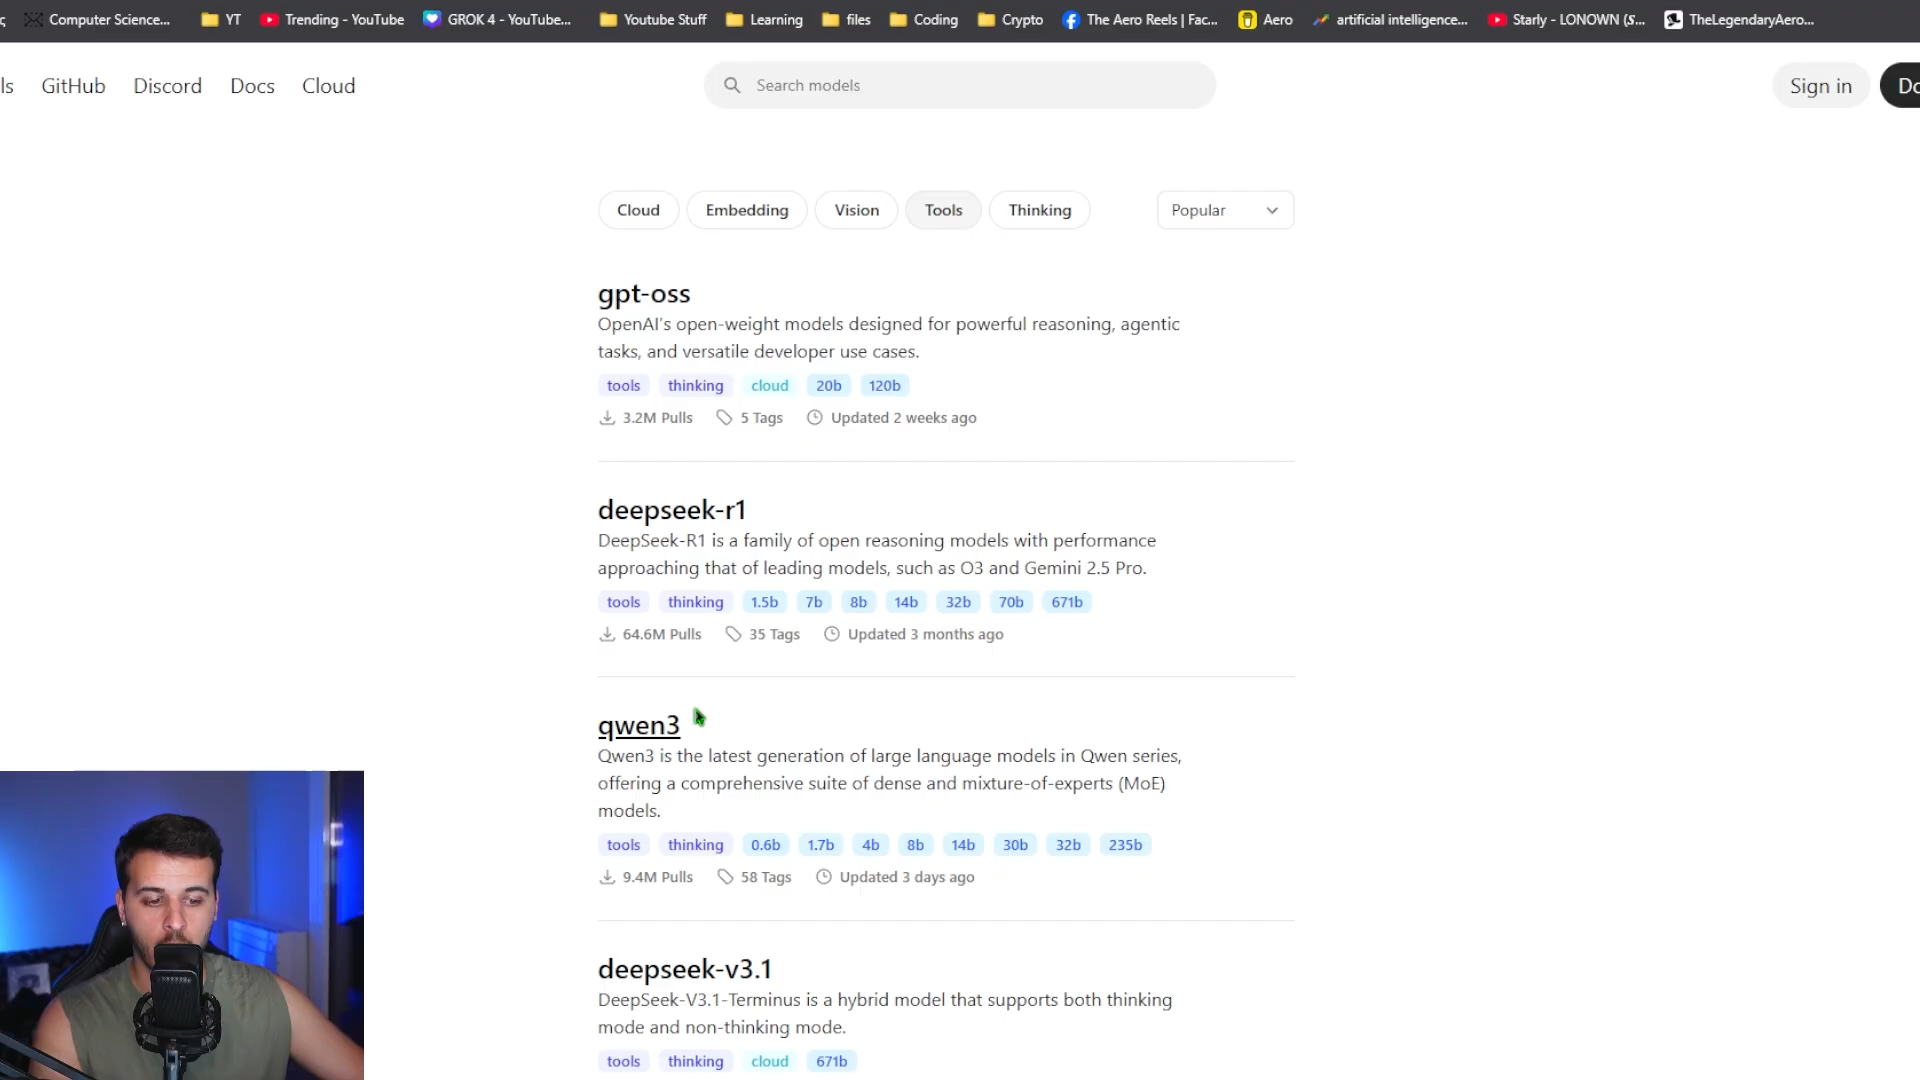 Computer Science...
YT
Trending - YouTube
GROK 4 - YouTube...
Youtube Stuff
Learning
files
Coding
Crypto
The Aero Reels | Fac...
Aero
artificial intelligence...
Starly - LONOWN (s...
TheLegendaryAero...
ls
GitHub
Discord
Docs
Cloud
Search models
Sign in
Do
Cloud
Embedding
Vision
Tools
Thinking
Popular
gpt-oss
OpenAI's open-weight models designed for powerful reasoning, agentic
tasks, and versatile developer use cases.
tools thinking cloud 20b 120b
3.2M Pulls 5 Tags Updated 2 weeks ago
deepseek-r1
DeepSeek-R1 is a family of open reasoning models with performance
approaching that of leading models, such as O3 and Gemini 2.5 Pro.
tools thinking 1.5b 7b 8b 14b 32b 70b 671b
64.6M Pulls 35 Tags Updated 3 months ago
qwen3
Qwen3 is the latest generation of large language models in Qwen series,
offering a comprehensive suite of dense and mixture-of-experts (MoE)
models.
tools thinking 0.6b 1.7b 4b 8b 14b 30b 32b 235b
9.4M Pulls 58 Tags Updated 3 days ago
deepseek-v3.1
DeepSeek-V3.1-Terminus is a hybrid model that supports both thinking
mode and non-thinking mode.
tools thinking cloud 671b